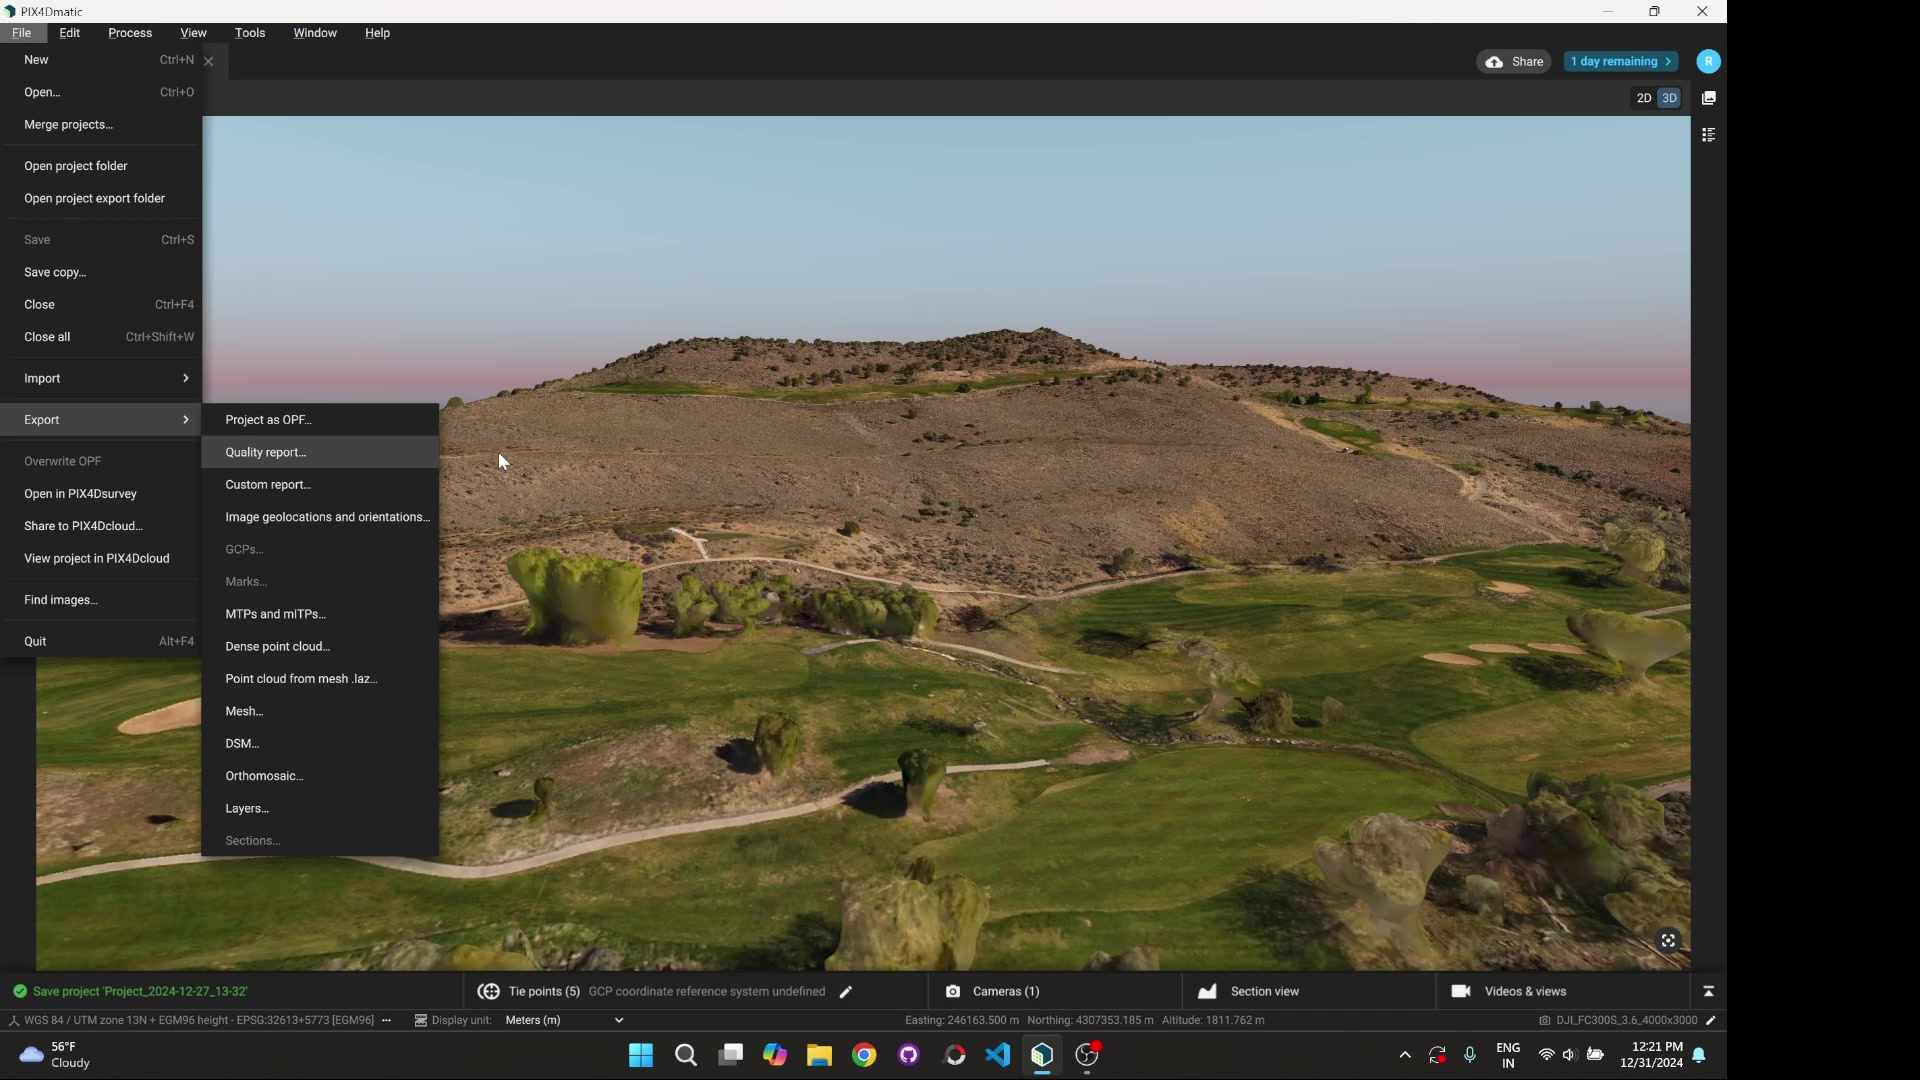 PIX4Dmatic
File Edit Process View Tools Window Help
New Ctrl+N
Share 1 day remaining > R
Open... Ctrl+O
2D 3D
Merge projects...
Open project folder
Open project export folder
Save Ctrl+S
Save copy...
Close Ctrl+F4
Close all Ctrl+Shift+W
Import
Export
Overwrite OPF
Open in PIX4Dsurvey
Share to PIX4Dcloud...
View project in PIX4Dcloud
Find images...
Quit Alt+F4
Project as OPF...
Quality report...
Custom report...
Image geolocations and orientations...
GCPs...
Marks...
MTPs and mITPs...
Dense point cloud...
Point cloud from mesh .laz...
Mesh...
DSM...
Orthomosaic...
Layers...
Sections...
Save project 'Project_2024-12-27_13-32' Tie points (5) GCP coordinate reference system undefined Cameras (1) Section view Videos & views
WGS 84 / UTM zone 13N + EGM96 height - EPSG:32613+5773 [EGM96] ... Display unit: Meters (m) Easting: 246163.500 m Northing: 4307353.185 m Altitude: 1811.762 m DJI_FC300S_3.6_4000x3000
56°F
Cloudy
ENG
IN
12:21 PM
12/31/2024